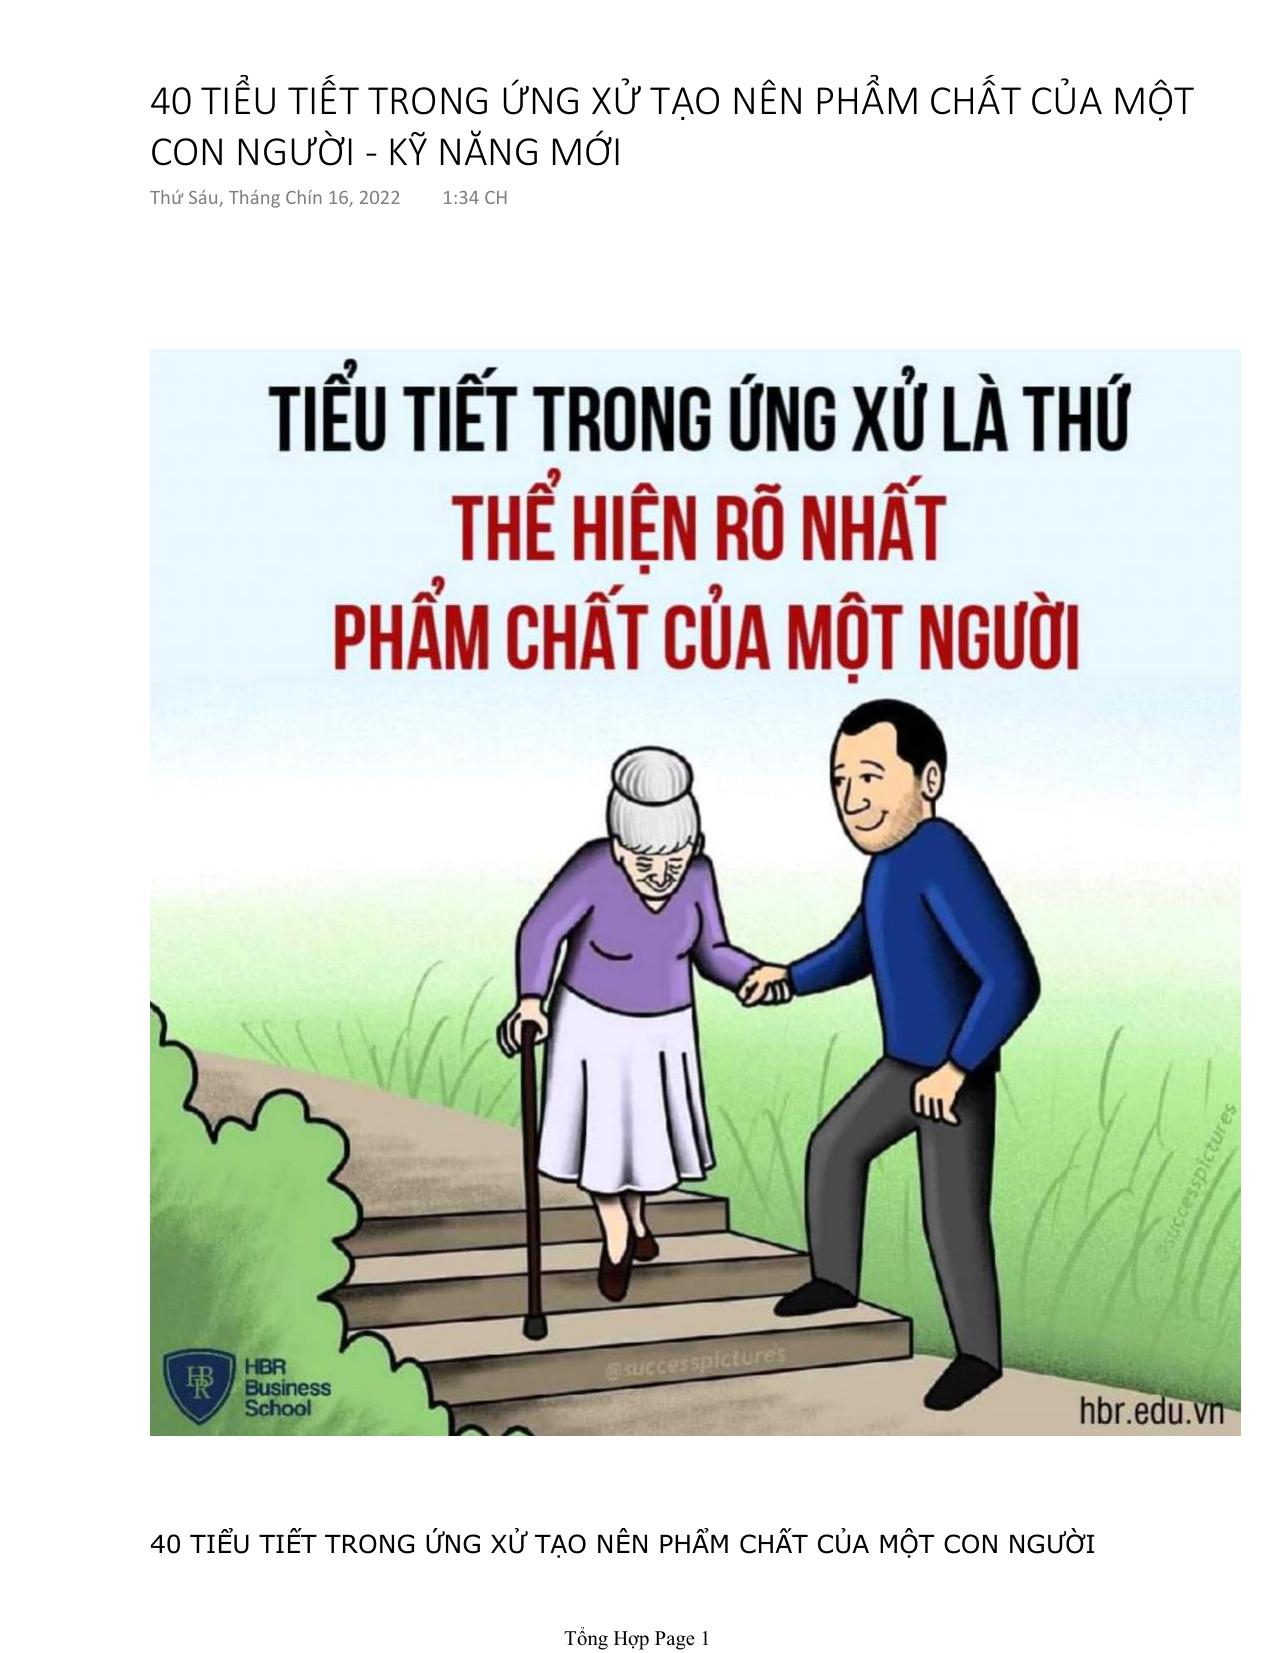 40 TIỂU TIẾT TRONG ỨNG XỬ TẠO NÊN PHẨM CHẤT CỦA MỘT
CON NGƯỜI - KỸ NĂNG MỚI
Thứ Sáu, Tháng Chín 16, 2022 1:34 CH
TIỂU TIẾT TRONG ỨNG XỬ LÀ THỨ
THỂ HIỆN RÕ NHẤT
PHẨM CHẤT CỦA MỘT NGƯỜI
@successpictures
@successpictures
HBR
HBR
Business
School
hbr.edu.vn
40 TIỂU TIẾT TRONG ỨNG XỬ TẠO NÊN PHẨM CHẤT CỦA MỘT CON NGƯỜI
Tổng Hợp Page 1